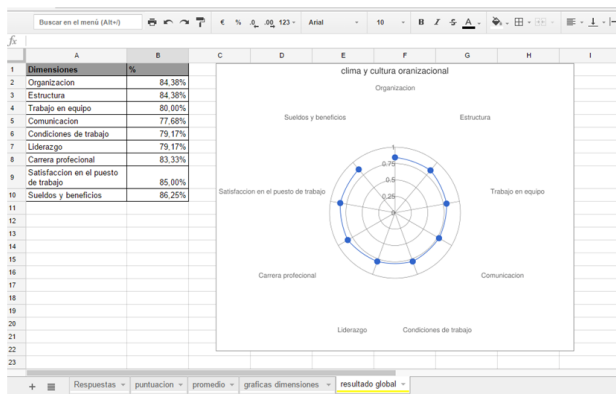 Buscar en el menú (Alt+/)
€ % .0 .00 123 Arial 10 B I S A
fx
A B C D E F G H I
1 Dimensiones %
2 Organizacion 84,38%
3 Estructura 84,38%
4 Trabajo en equipo 80,00%
5 Comunicacion 77,68%
6 Condiciones de trabajo 79,17%
7 Liderazgo 79,17%
8 Carrera profecional 83,33%
Satisfaccion en el puesto
9 de trabajo 85,00%
10 Sueldos y beneficios 86,25%
11
12
13
14
15
16
17
18
19
20
21
22
23
clima y cultura oranizacional
Organizacion
Sueldos y beneficios Estructura
1
0.75
0.5
Satisfaccion en el puesto de trabajo Trabajo en equipo
0.25
0
Carrera profecional Comunicacion
Liderazgo Condiciones de trabajo
+ Respuestas puntuacion promedio graficas dimensiones resultado global